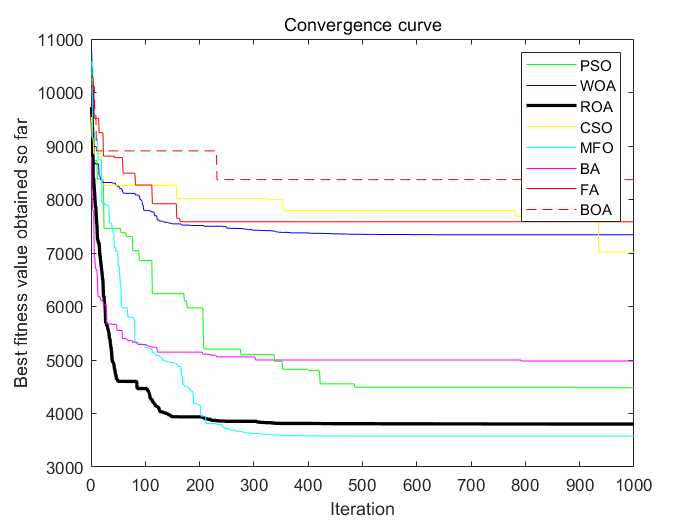 Convergence curve
Best fitness value obtained so far
11000
10000
9000
8000
7000
6000
5000
4000
3000
PSO
WOA
ROA
CSO
MFO
BA
FA
BOA
0 100 200 300 400 500 600 700 800 900 1000
Iteration